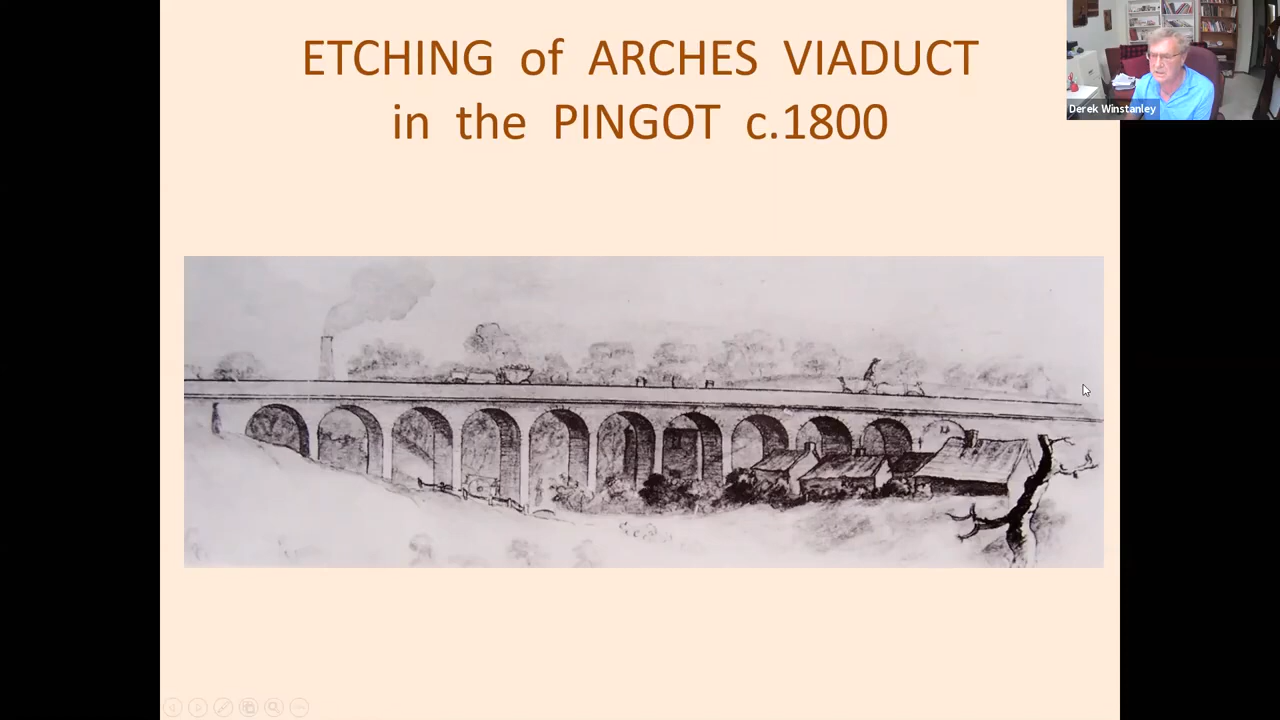 ETCHING of ARCHES VIADUCT
in the PINGOT c.1800
Derek Winstanley